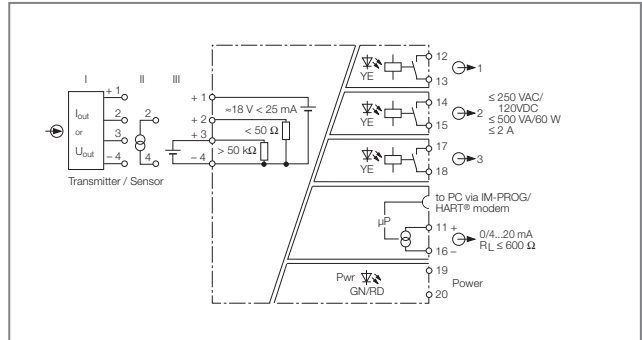 I II III
+ 1
2
3
– 4
I out
or
U out
Transmitter / Sensor
2
4
+ 1
+ 2
+ 3
– 4
≈18 V < 25 mA
< 50 Ω
> 50 kΩ
YE
12
13
1
YE
14
15
2
≤ 250 VAC/
120VDC
≤ 500 VA/60 W
≤ 2 A
YE
17
18
3
to PC via IM-PROG/
HART® modem
µP
11 +
16 –
0/4...20 mA
RL ≤ 600 Ω
Pwr
GN/RD
19
20
Power